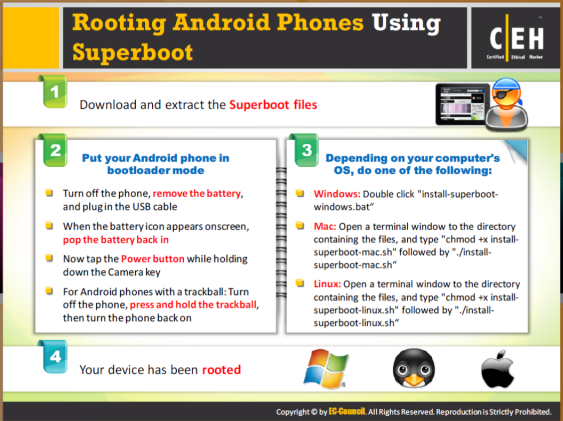 Rooting Android Phones Using
Superboot
C|EH
Certified Ethical Hacker
1
Download and extract the Superboot files
2
Put your Android phone in
bootloader mode
Turn off the phone, remove the battery,
and plug in the USB cable
When the battery icon appears onscreen,
pop the battery back in
Now tap the Power button while holding
down the Camera key
For Android phones with a trackball: Turn
off the phone, press and hold the trackball,
then turn the phone back on
3
Depending on your computer's
OS, do one of the following:
Windows: Double click "install-superboot-
windows.bat"
Mac: Open a terminal window to the directory
containing the files, and type "chmod +x install-
superboot-mac.sh" followed by "./install-
superboot-mac.sh"
Linux: Open a terminal window to the directory
containing the files, and type "chmod +x install-
superboot-linux.sh" followed by "./install-
superboot-linux.sh"
4
Your device has been rooted
Copyright © by EC-Council. All Rights Reserved. Reproduction is Strictly Prohibited.